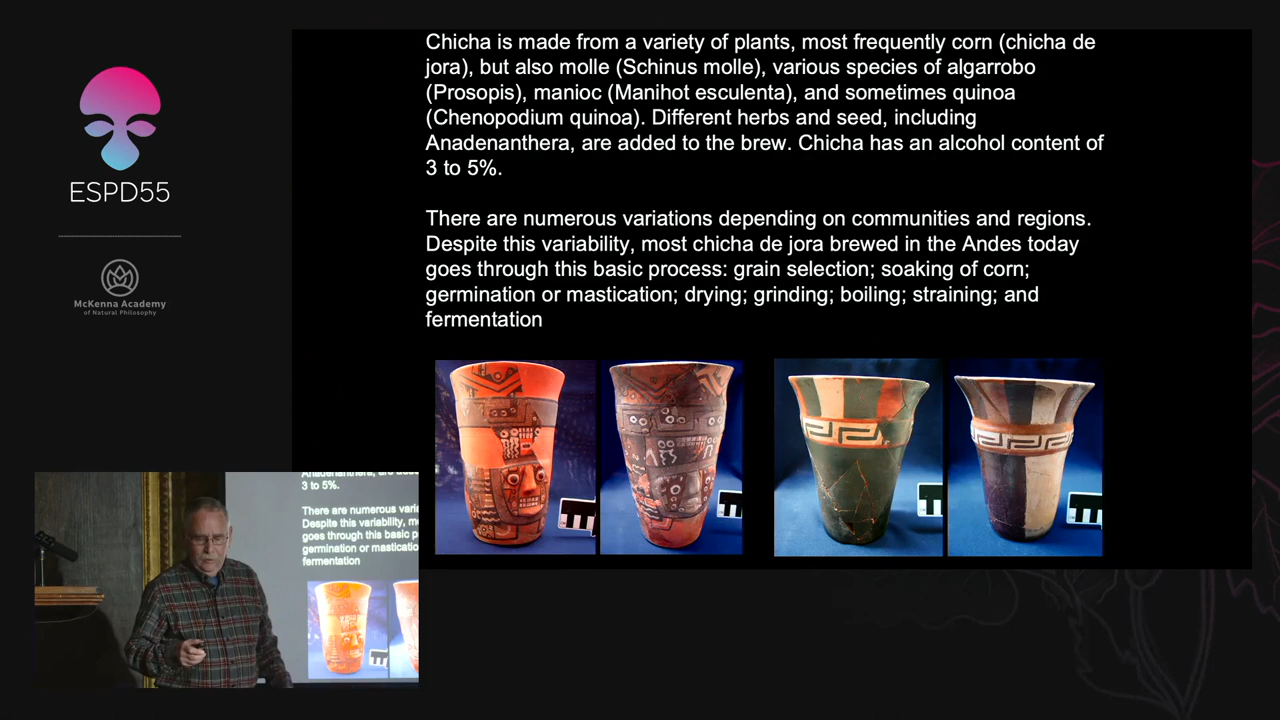 ESPD55
McKenna Academy
of Natural Philosophy
Chicha is made from a variety of plants, most frequently corn (chicha de
jora), but also molle (Schinus molle), various species of algarrobo
(Prosopis), manioc (Manihot esculenta), and sometimes quinoa
(Chenopodium quinoa). Different herbs and seed, including
Anadenanthera, are added to the brew. Chicha has an alcohol content of
3 to 5%.
There are numerous variations depending on communities and regions.
Despite this variability, most chicha de jora brewed in the Andes today
goes through this basic process: grain selection; soaking of corn;
germination or mastication; drying; grinding; boiling; straining; and
fermentation
3 to 5%.
There are numerous
Despite this variability,
goes through this basic
germination or
fermentation